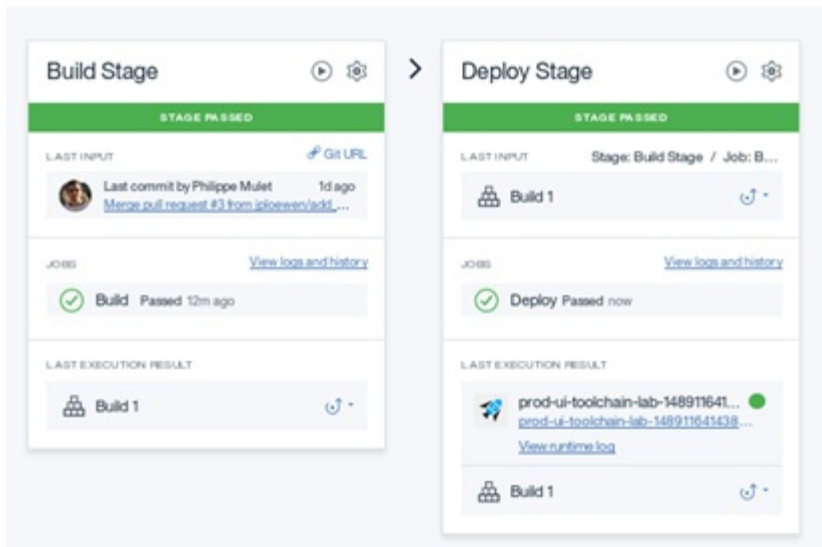 Build Stage
STAGE PASSED
LAST INPUT
Git URL
Last commit by Philippe Mulet 1d ago
Merge pull request #3 from jploewen/add_...
JOBS
View logs and history
Build Passed 12m ago
LAST EXECUTION RESULT
Build 1
Deploy Stage
STAGE PASSED
LAST INPUT
Stage: Build Stage / Job: B...
Build 1
JOBS
View logs and history
Deploy Passed now
LAST EXECUTION RESULT
prod-ui-toolchain-lab-148911641...
prod-ui-toolchain-lab-148911641438...
View runtime log
Build 1